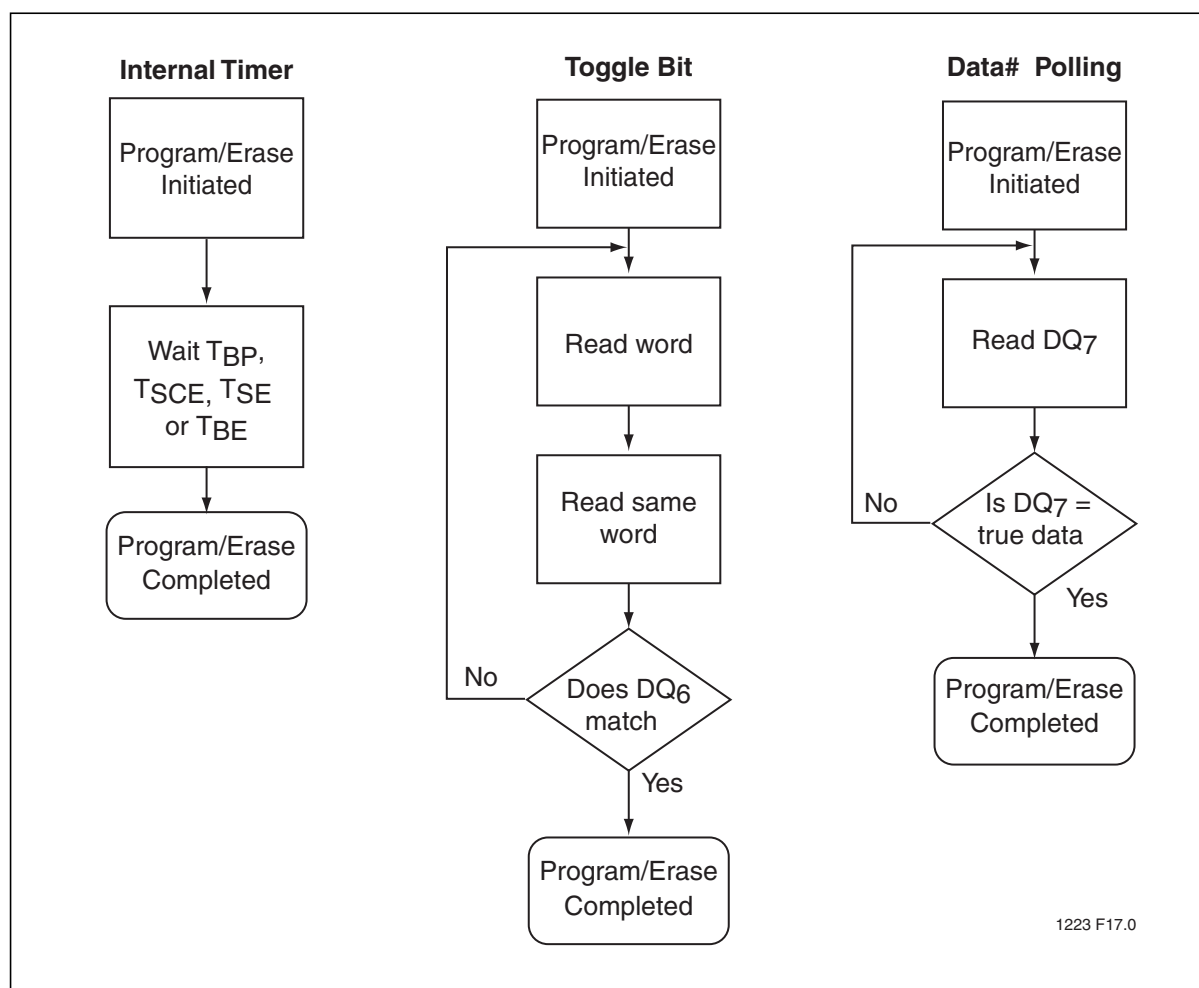 Internal Timer
Program/Erase
Initiated
Wait TBP,
TSCE, TSE
or TBE
Program/Erase
Completed
Toggle Bit
Program/Erase
Initiated
Read word
Read same
word
Does DQ6
match
No
Yes
Program/Erase
Completed
Data# Polling
Program/Erase
Initiated
Read DQ7
Is DQ7 =
true data
No
Yes
Program/Erase
Completed
1223 F17.0